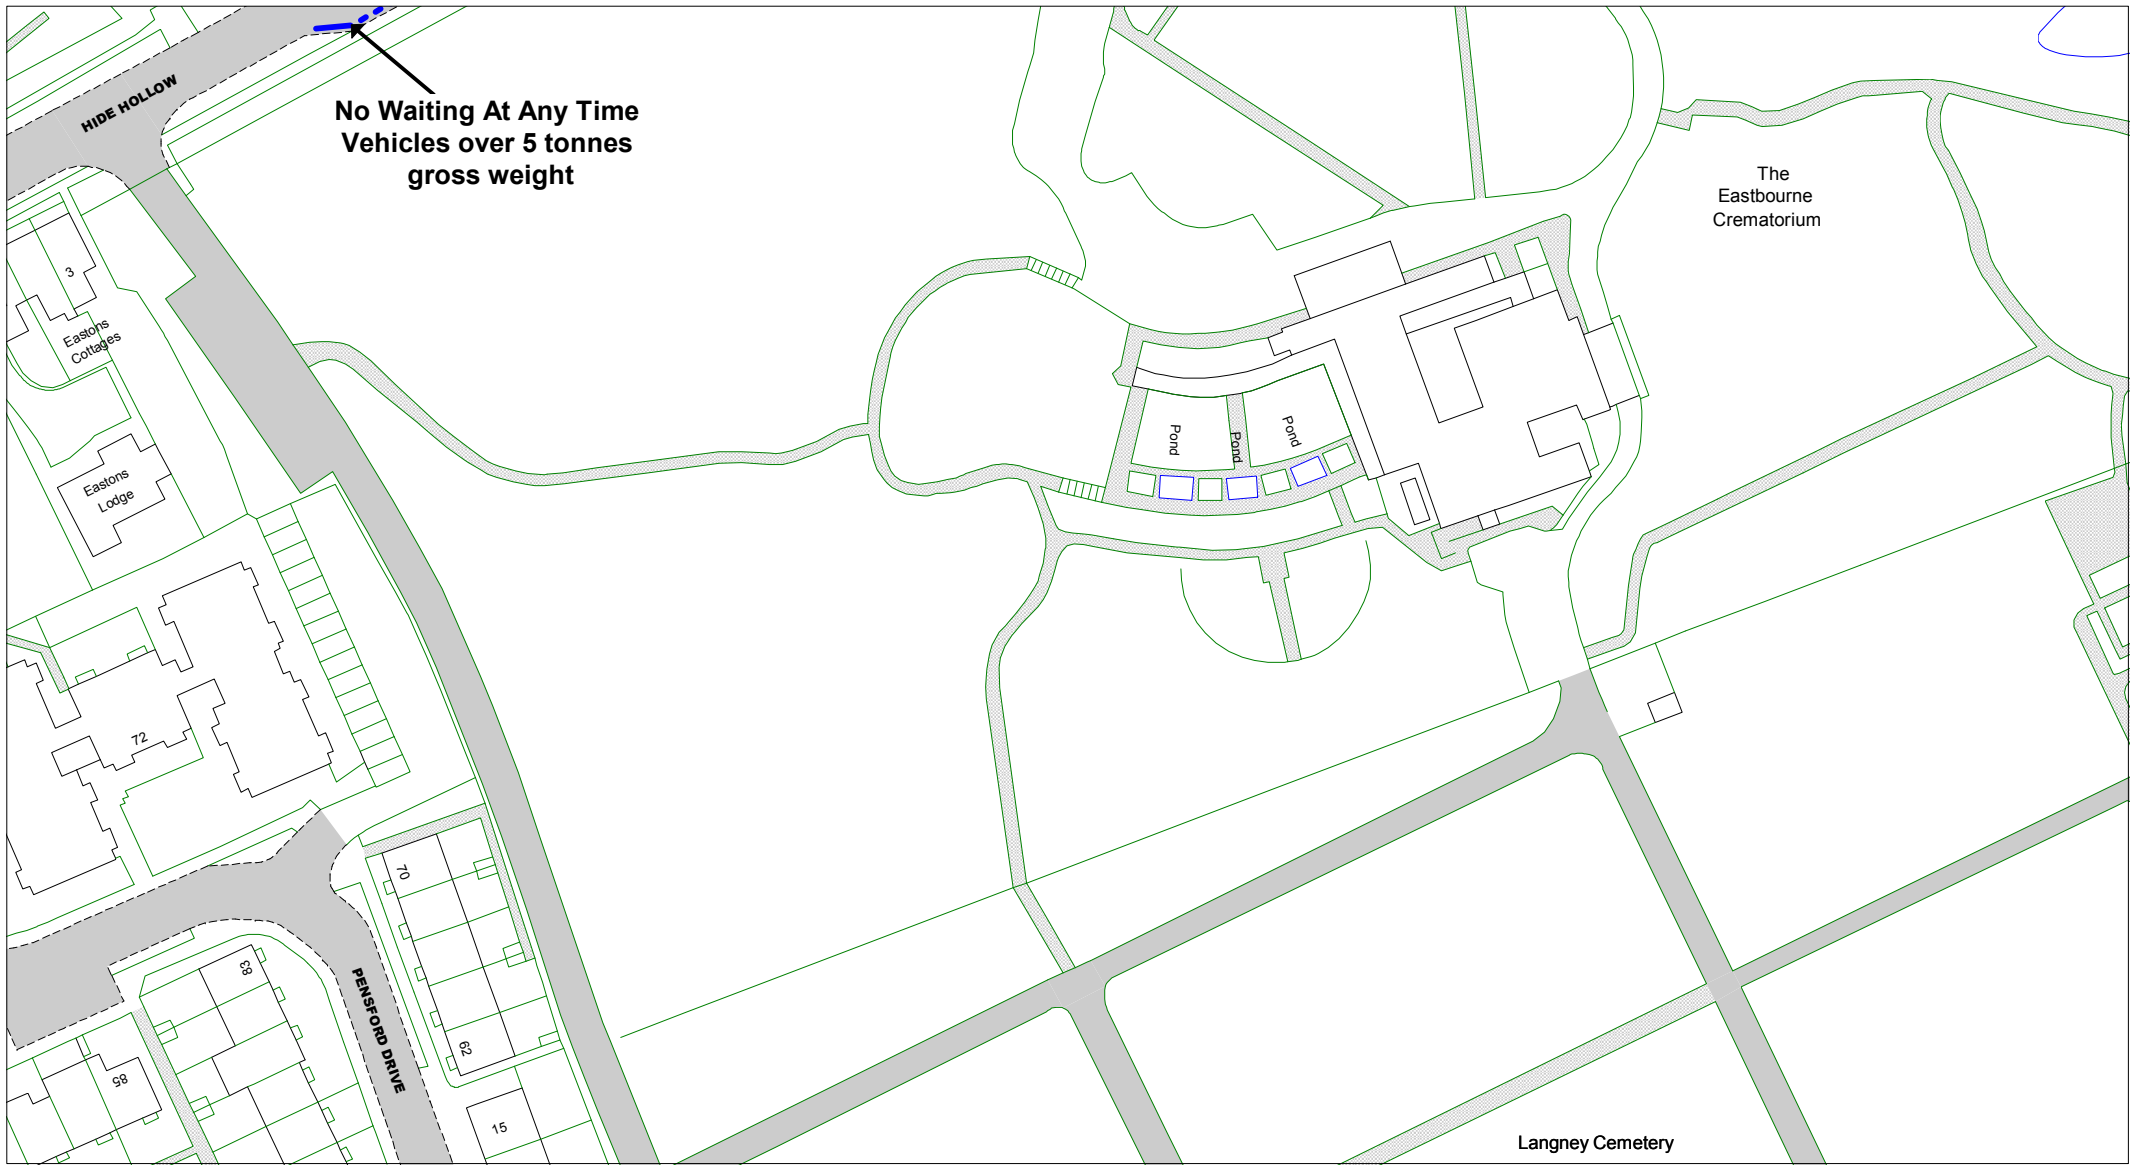 HIDE HOLLOW
No Waiting At Any Time
Vehicles over 5 tonnes
gross weight
The
Eastbourne
Crematorium
3
Eastons
Cottages
Pond
Pond
Pond
Eastons
Lodge
72
70
83
PENSFORD DRIVE
62
85
15
Langney Cemetery